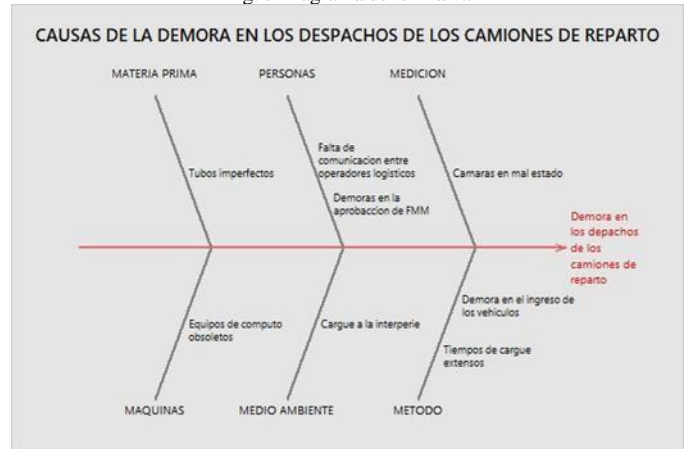 CAUSAS DE LA DEMORA EN LOS DESPACHOS DE LOS CAMIONES DE REPARTO
MATERIA PRIMA
PERSONAS
MEDICION
Tubos imperfectos
Falta de
comunicacion entre
operadores logísticos
Demoras en la
aprobaccion de FMM
Camaras en mal estado
Demora en
los depachos
de los
camiones de
reparto
Equipos de computo
obsoletos
Cargue a la interperie
Demora en el ingreso de
los vehiculos
Tiempos de cargue
extensos
MAQUINAS
MEDIO AMBIENTE
METODO